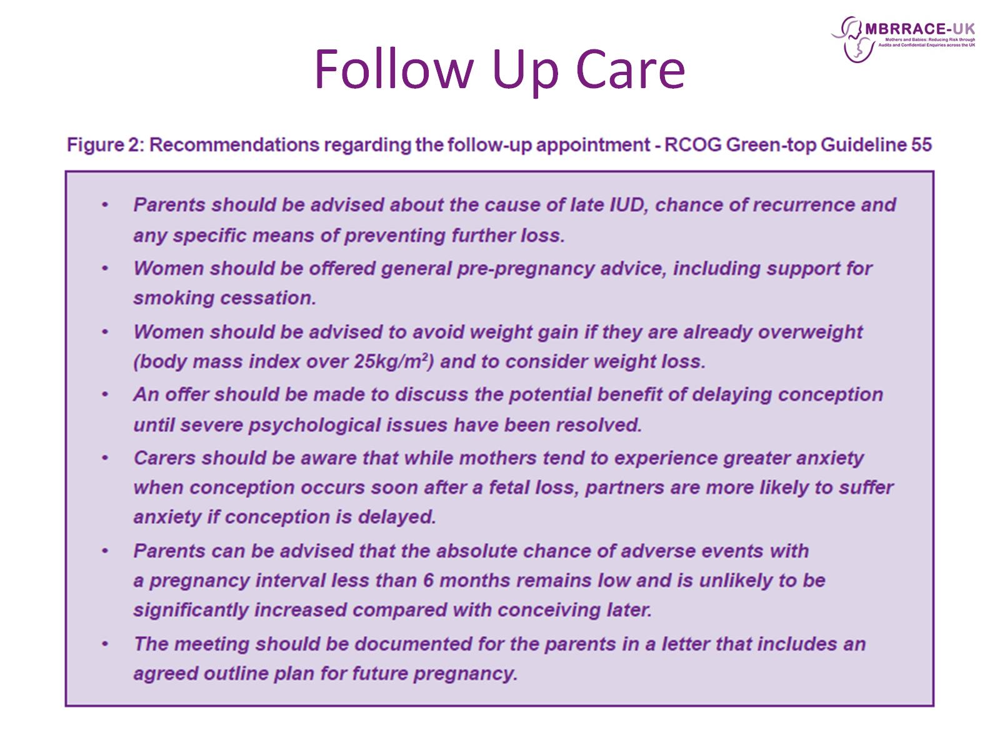 MBRRACE-UK
Mothers and Babies: Reducing Risk through
Audits and Confidential Enquiries across the UK
Follow Up Care
Figure 2: Recommendations regarding the follow-up appointment - RCOG Green-top Guideline 55
• Parents should be advised about the cause of late IUD, chance of recurrence and
any specific means of preventing further loss.
• Women should be offered general pre-pregnancy advice, including support for
smoking cessation.
• Women should be advised to avoid weight gain if they are already overweight
(body mass index over 25kg/m²) and to consider weight loss.
• An offer should be made to discuss the potential benefit of delaying conception
until severe psychological issues have been resolved.
• Carers should be aware that while mothers tend to experience greater anxiety
when conception occurs soon after a fetal loss, partners are more likely to suffer
anxiety if conception is delayed.
• Parents can be advised that the absolute chance of adverse events with
a pregnancy interval less than 6 months remains low and is unlikely to be
significantly increased compared with conceiving later.
• The meeting should be documented for the parents in a letter that includes an
agreed outline plan for future pregnancy.